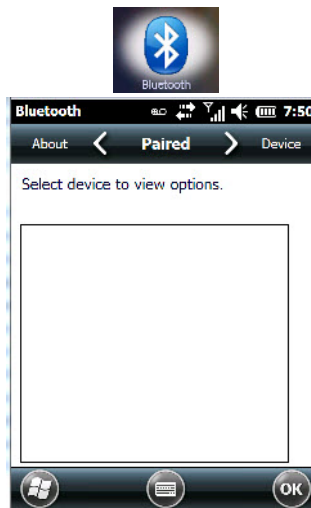 Bluetooth
Bluetooth 7:50
About Paired Device
Select device to view options.
OK